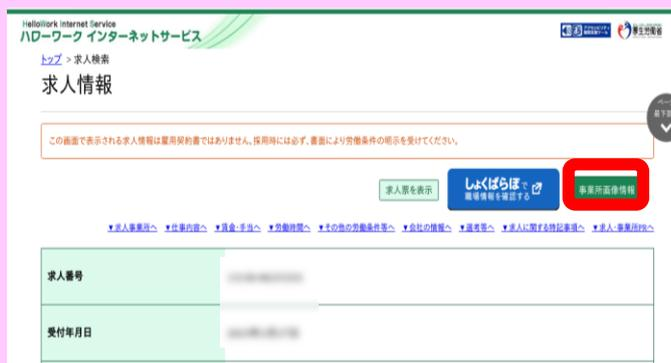 HelloWork Internet Service
ハローワーク インターネットサービス
厚生労働省
トップ > 求人検索
求人情報
この画面で表示される求人情報は雇用契約書ではありません。採用時には必ず、書面により労働条件の明示を受けてください。
求人票を表示
しょくばらぼで
職場情報を確認する
事業所画像情報
▼求人事業所へ ▼仕事内容へ ▼賃金・手当へ ▼労働時間へ ▼その他の労働条件等へ ▼会社の情報へ ▼選考等へ ▼求人に関する特記事項へ ▼求人・事業所PRへ
求人番号
受付年月日